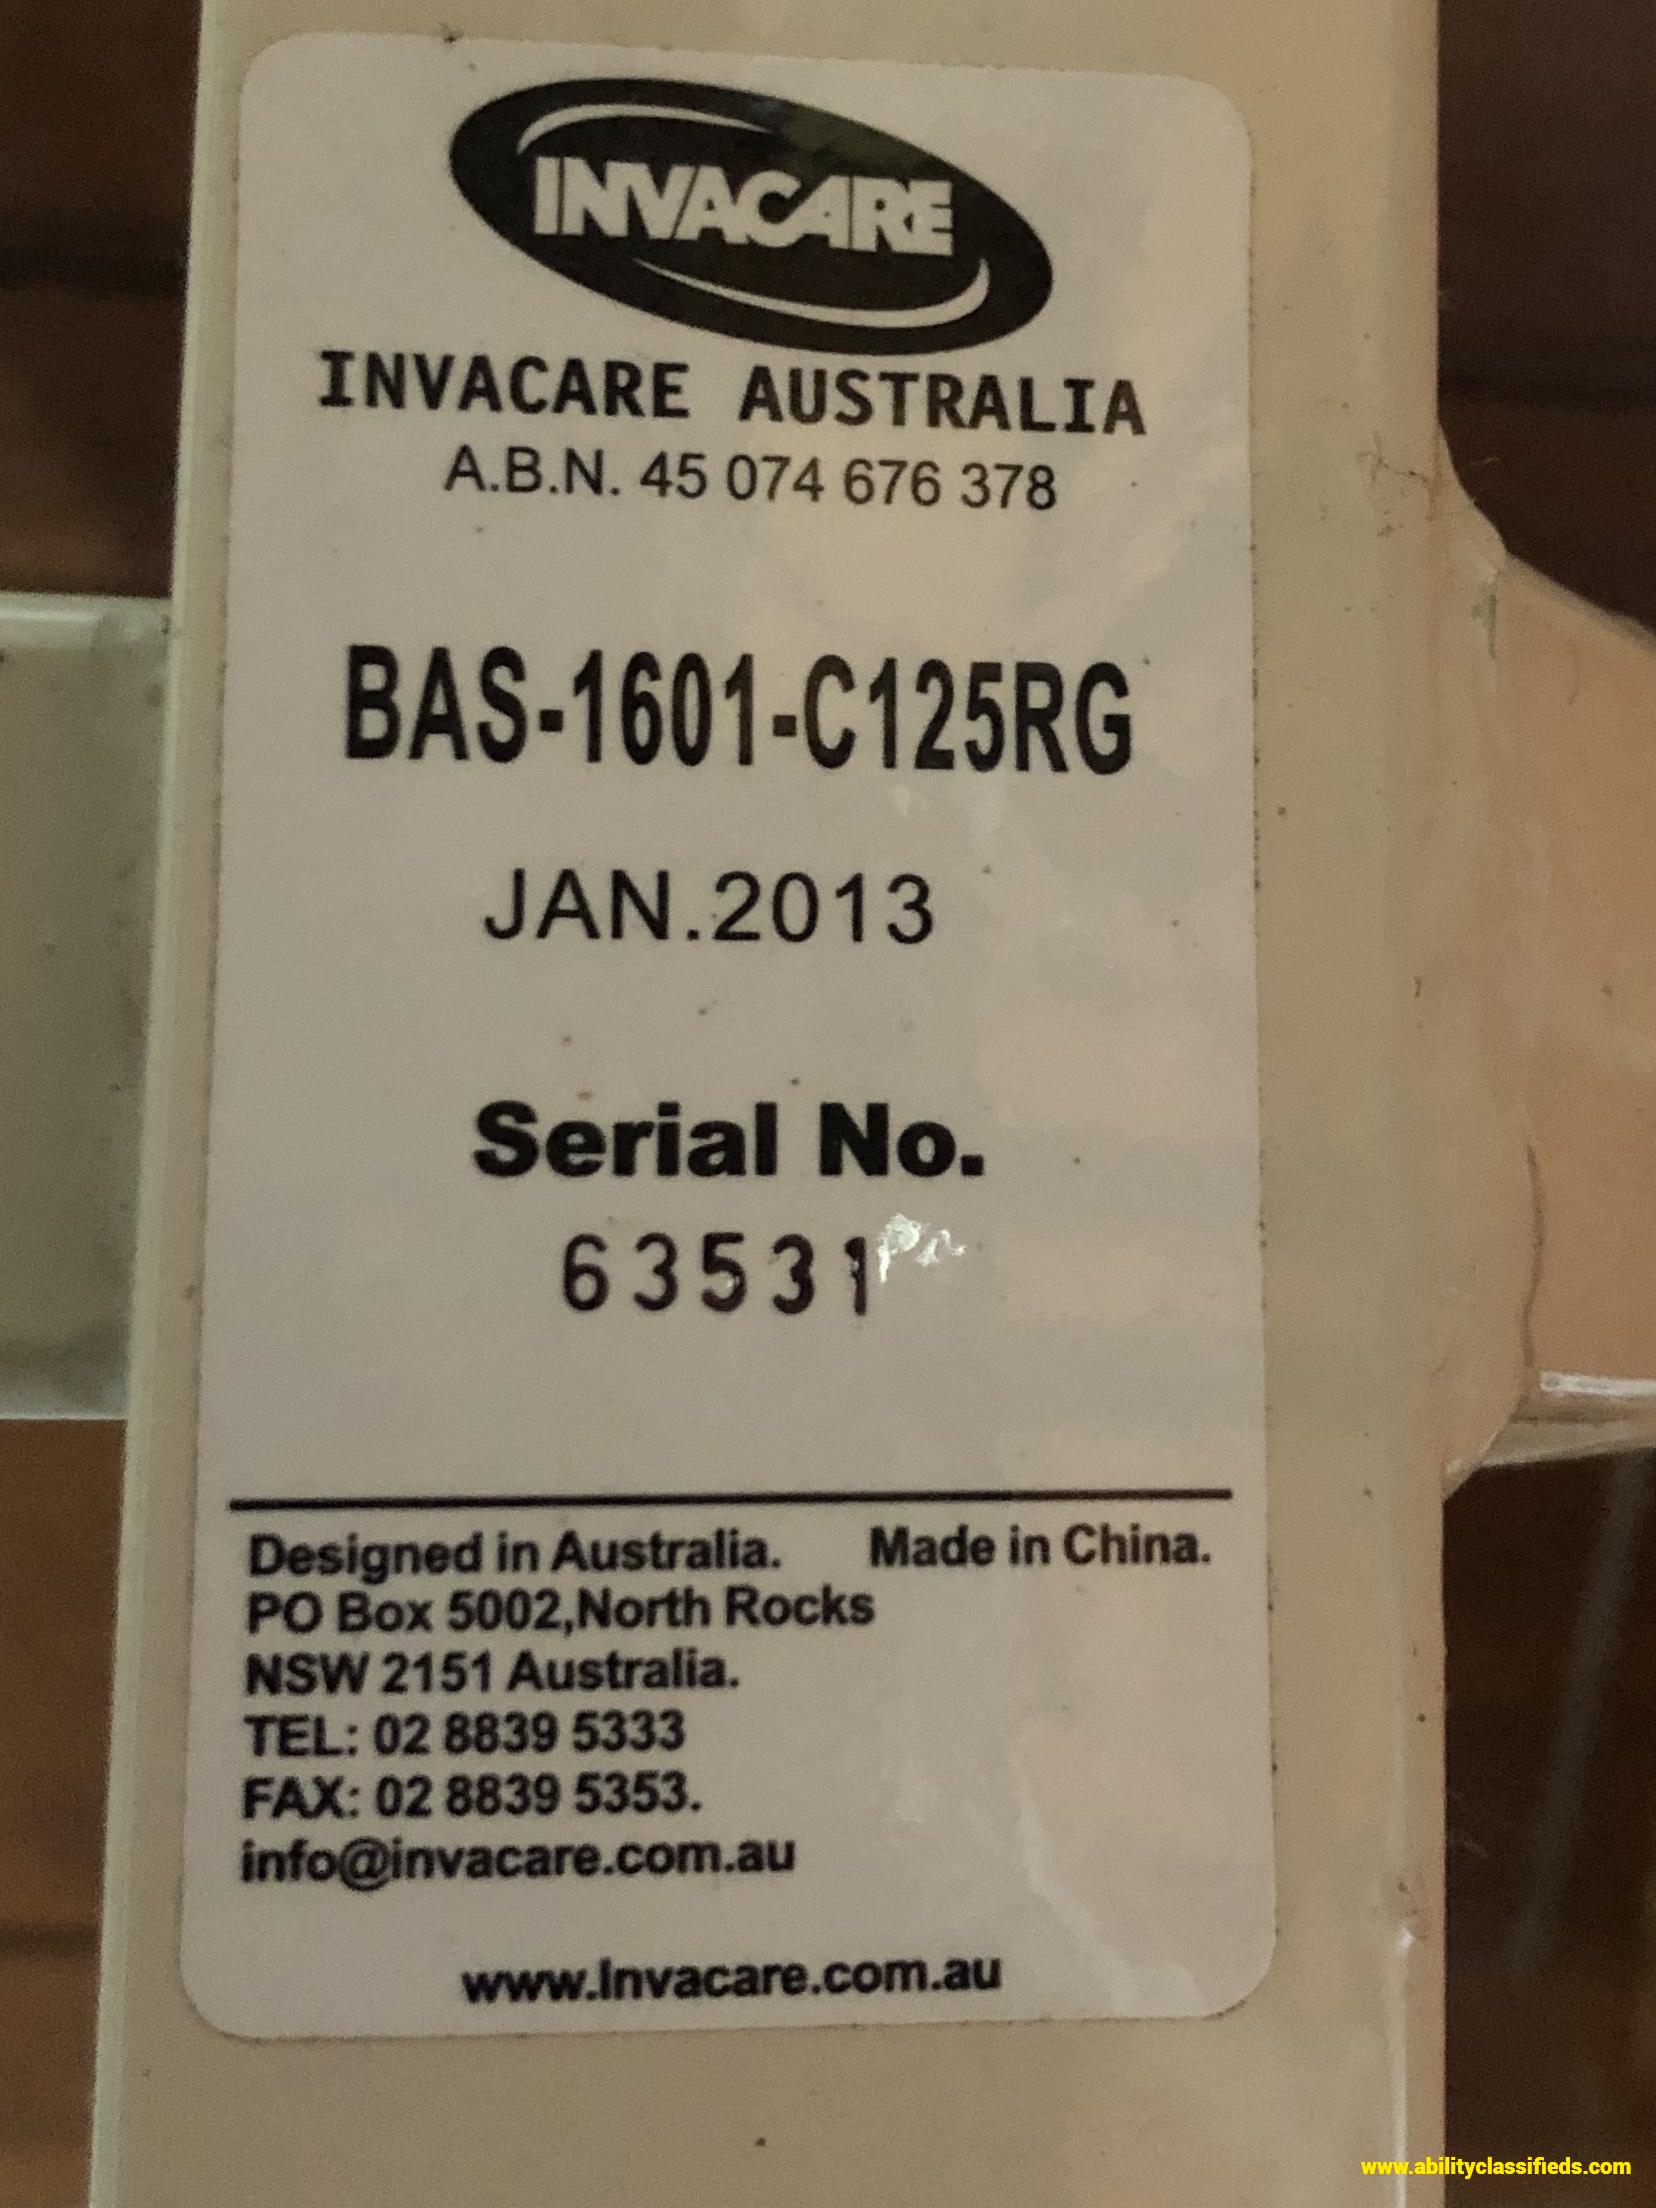 INVACARE
INVACARE AUSTRALIA
A.B.N. 45 074 676 378
BAS-1601-C125RG
JAN.2013
Serial No.
63531
Designed in Australia. Made in China.
PO Box 5002,North Rocks
NSW 2151 Australia.
TEL: 02 8839 5333
FAX: 02 8839 5353.
info@invacare.com.au
www.Invacare.com.au
www.abilityclassifieds.com